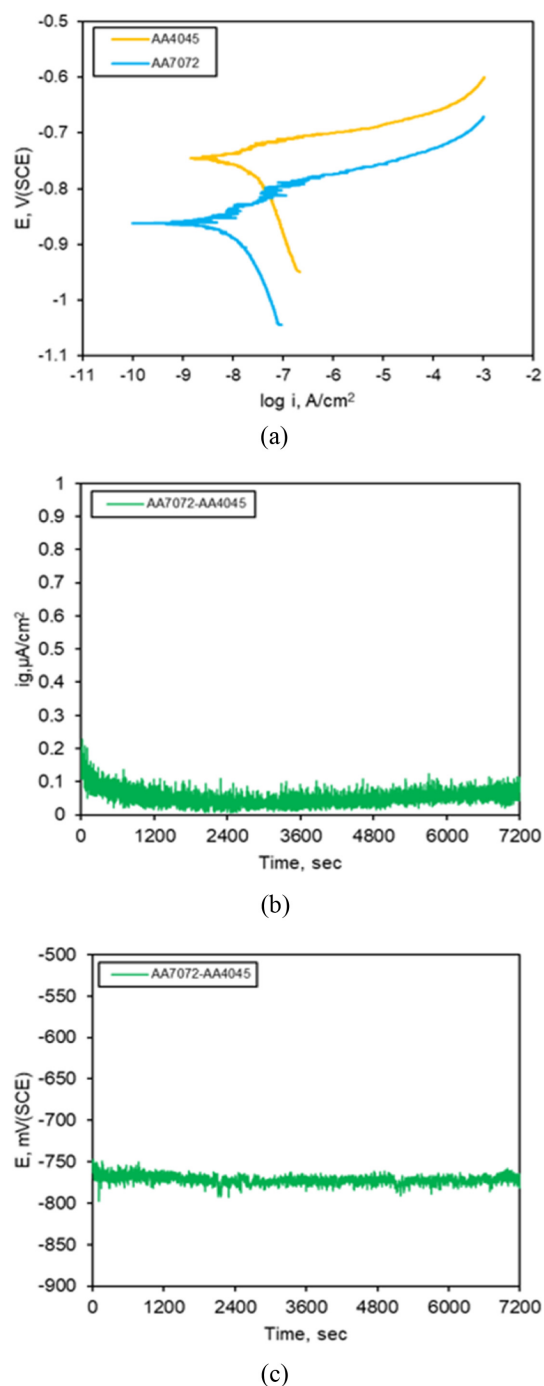 -0.5
AA4045
AA7072
-0.6
-0.7
-0.8
-0.9
-1
-1.1
E, V(SCE)
-11 -10 -9 -8 -7 -6 -5 -4 -3 -2
log i, A/cm²
(a)
1
AA7072-AA4045
0.9
0.8
0.7
0.6
0.5
0.4
0.3
0.2
0.1
0
ig,µA/cm²
0 1200 2400 3600 4800 6000 7200
Time, sec
(b)
-500
AA7072-AA4045
-550
-600
-650
-700
-750
-800
-850
-900
E, mV(SCE)
0 1200 2400 3600 4800 6000 7200
Time, sec
(c)